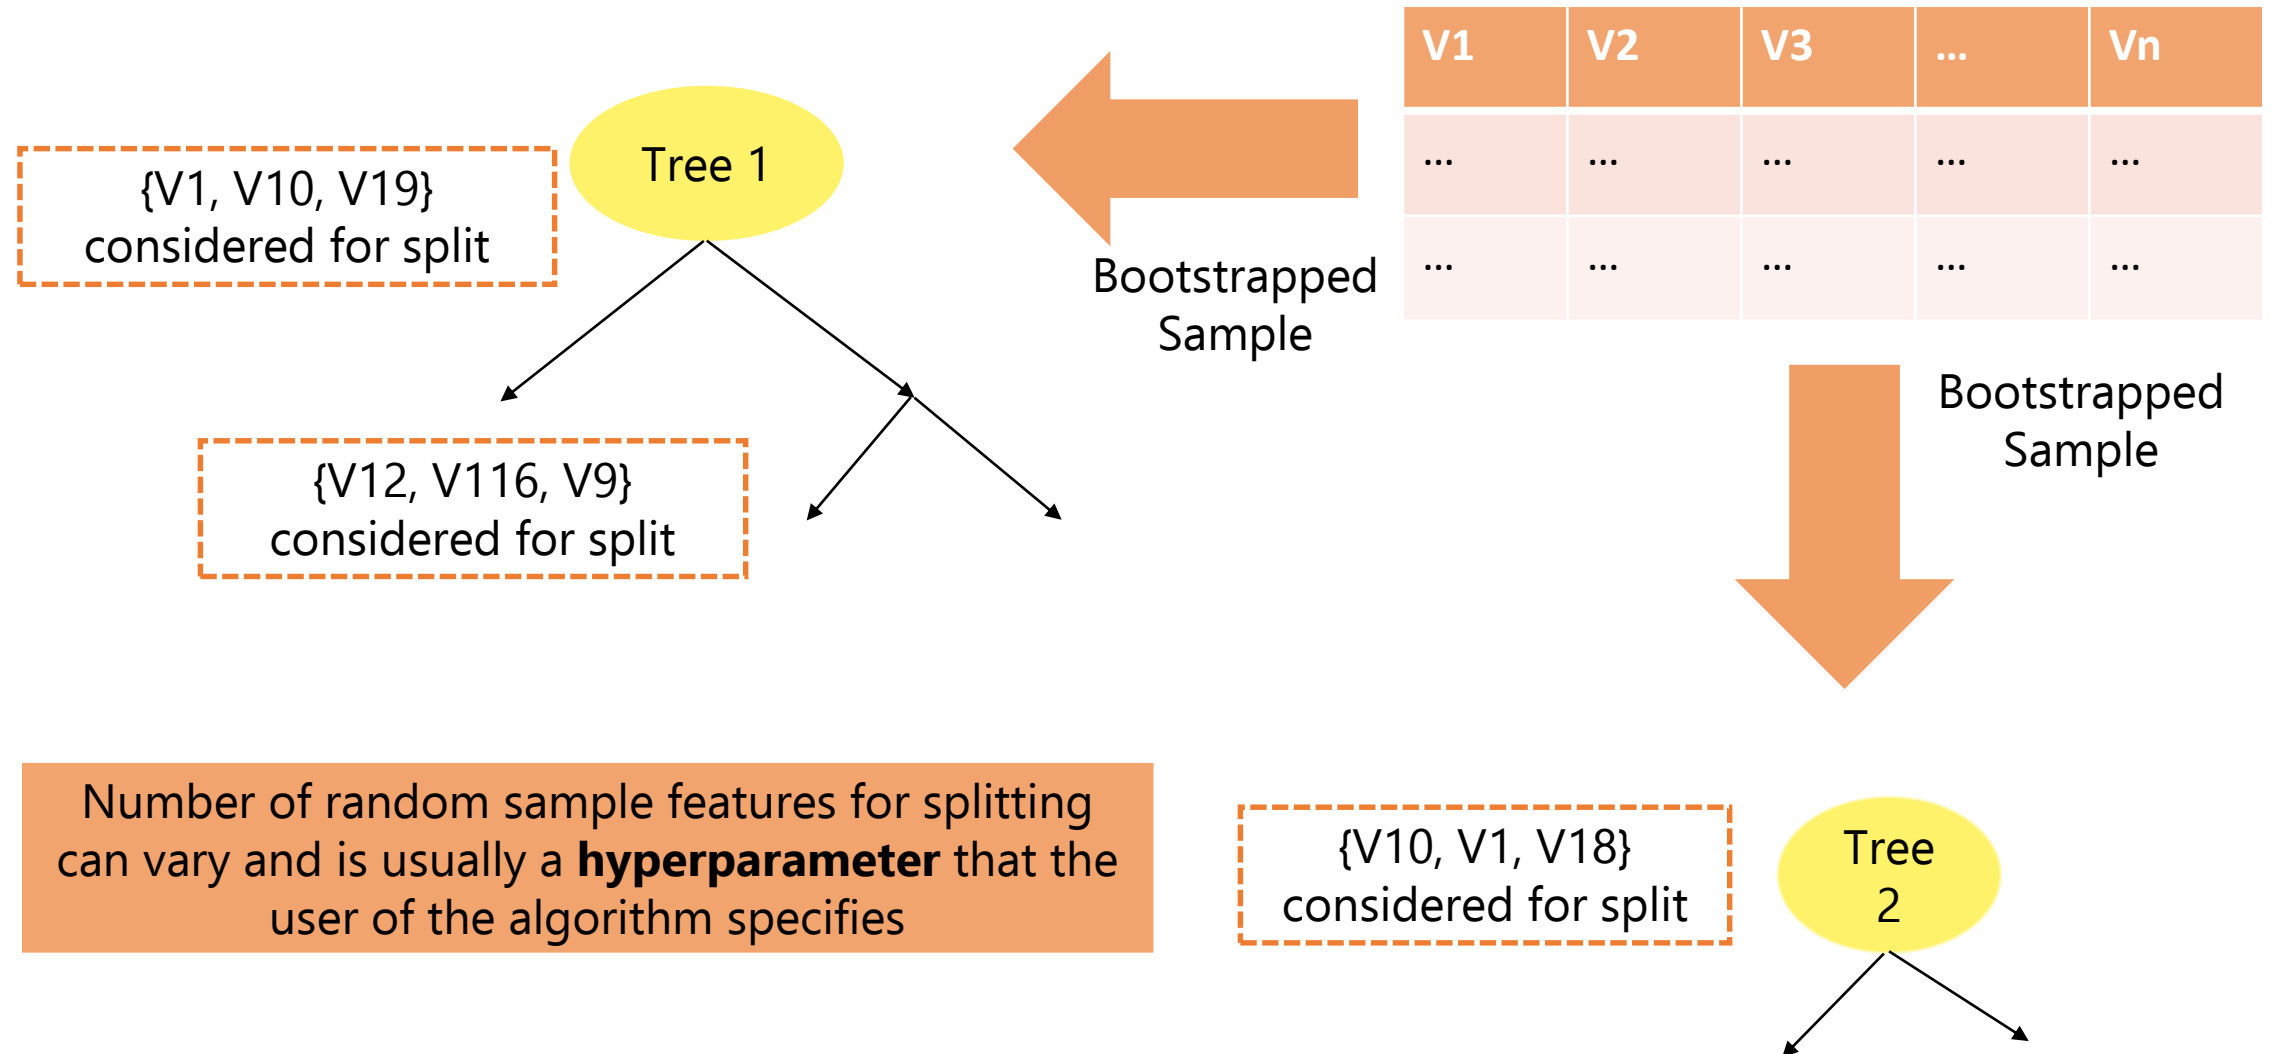 V1 V2 V3 ... Vn
... ... ... ... ...
... ... ... ... ...
Tree 1
{V1, V10, V19}
considered for split
Bootstrapped
Sample
Bootstrapped
Sample
{V12, V116, V9}
considered for split
Number of random sample features for splitting
can vary and is usually a hyperparameter that the
user of the algorithm specifies
{V10, V1, V18}
considered for split
Tree
2